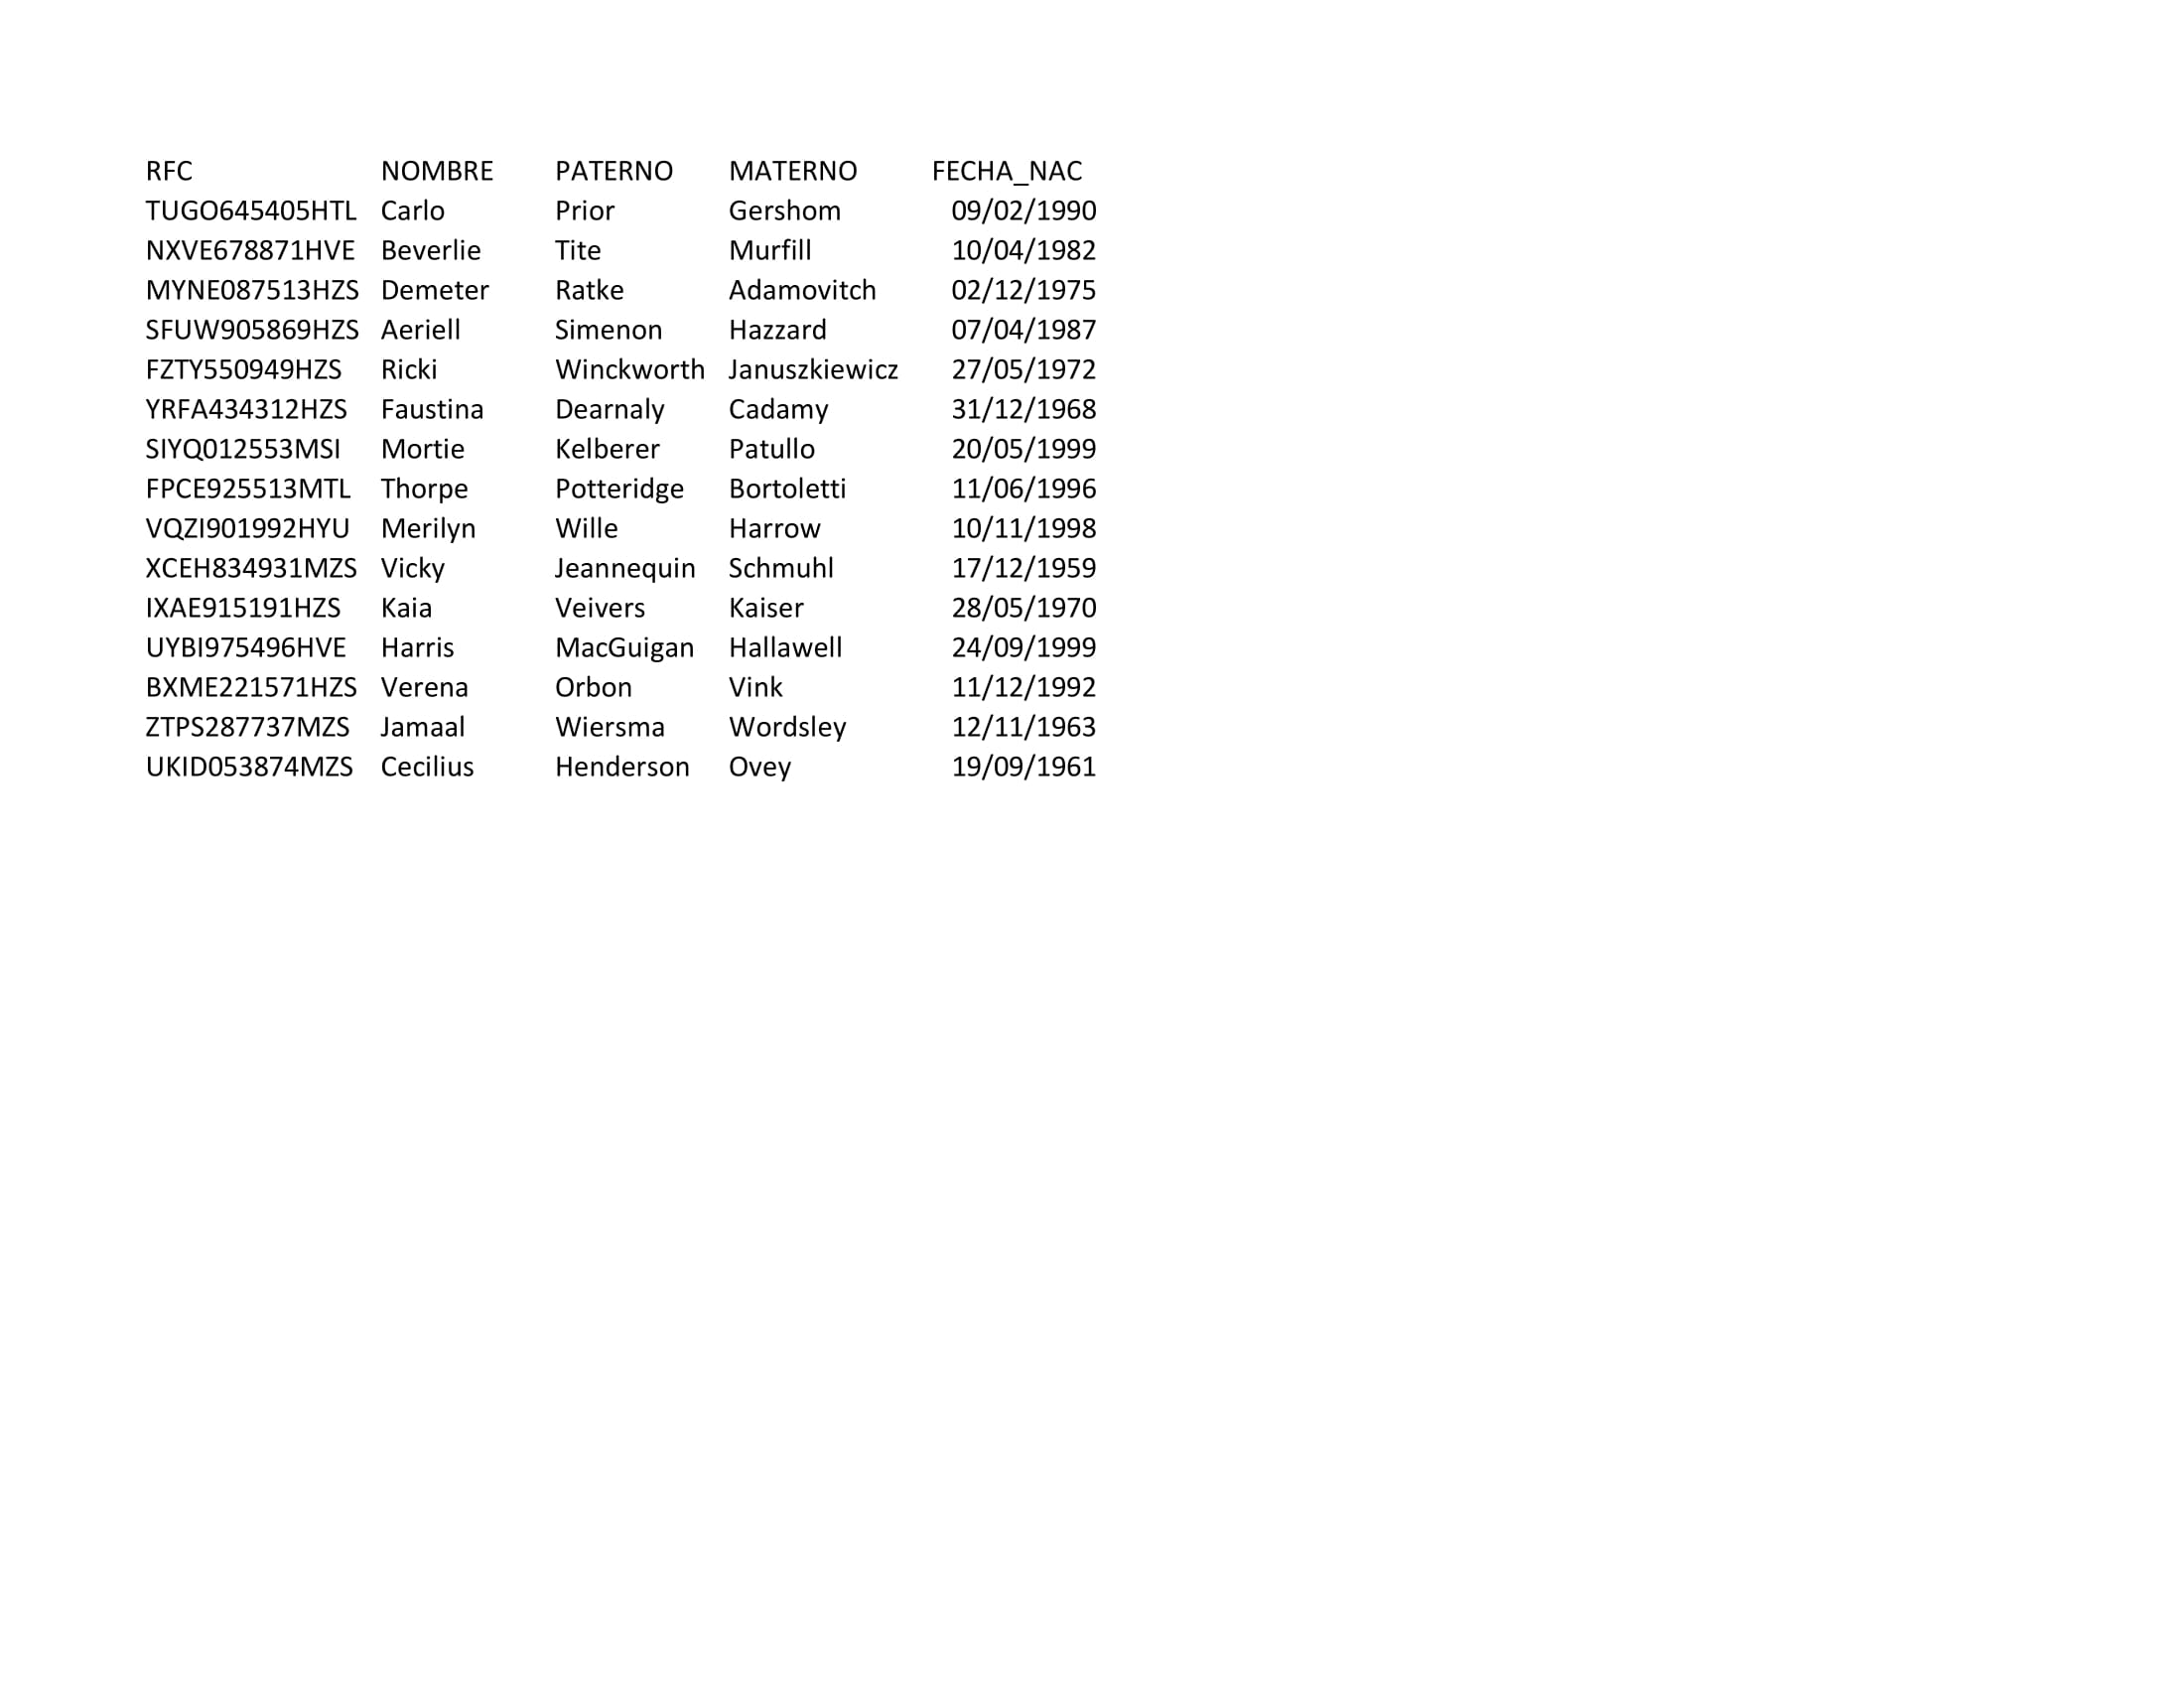 RFC NOMBRE PATERNO MATERNO FECHA_NAC
TUGO645405HTL Carlo Prior Gershom 09/02/1990
NXVE678871HVE Beverlie Tite Murfill 10/04/1982
MYNE087513HZS Demeter Ratke Adamovitch 02/12/1975
SFUW905869HZS Aeriell Simenon Hazzard 07/04/1987
FZTY550949HZS Ricki Winckworth Januszkiewicz 27/05/1972
YRFA434312HZS Faustina Dearnaly Cadamy 31/12/1968
SIYQ012553MSI Mortie Kelberer Patullo 20/05/1999
FPCE925513MTL Thorpe Potteridge Bortoletti 11/06/1996
VQZI901992HYU Merilyn Wille Harrow 10/11/1998
XCEH834931MZS Vicky Jeannequin Schmuhl 17/12/1959
IXAE915191HZS Kaia Veivers Kaiser 28/05/1970
UYBI975496HVE Harris MacGuigan Hallawell 24/09/1999
BXME221571HZS Verena Orbon Vink 11/12/1992
ZTPS287737MZS Jamaal Wiersma Wordsley 12/11/1963
UKID053874MZS Cecilius Henderson Ovey 19/09/1961